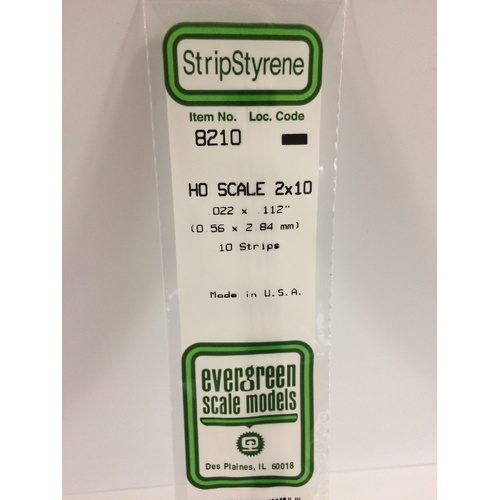 StripStyrene
Item No. Loc. Code
8210
HO SCALE 2x10
.022 x .112"
(0.56 x 2.84 mm)
10 Strips
Made in U.S.A.
evergreen
scale models
Des Plaines, IL 60018